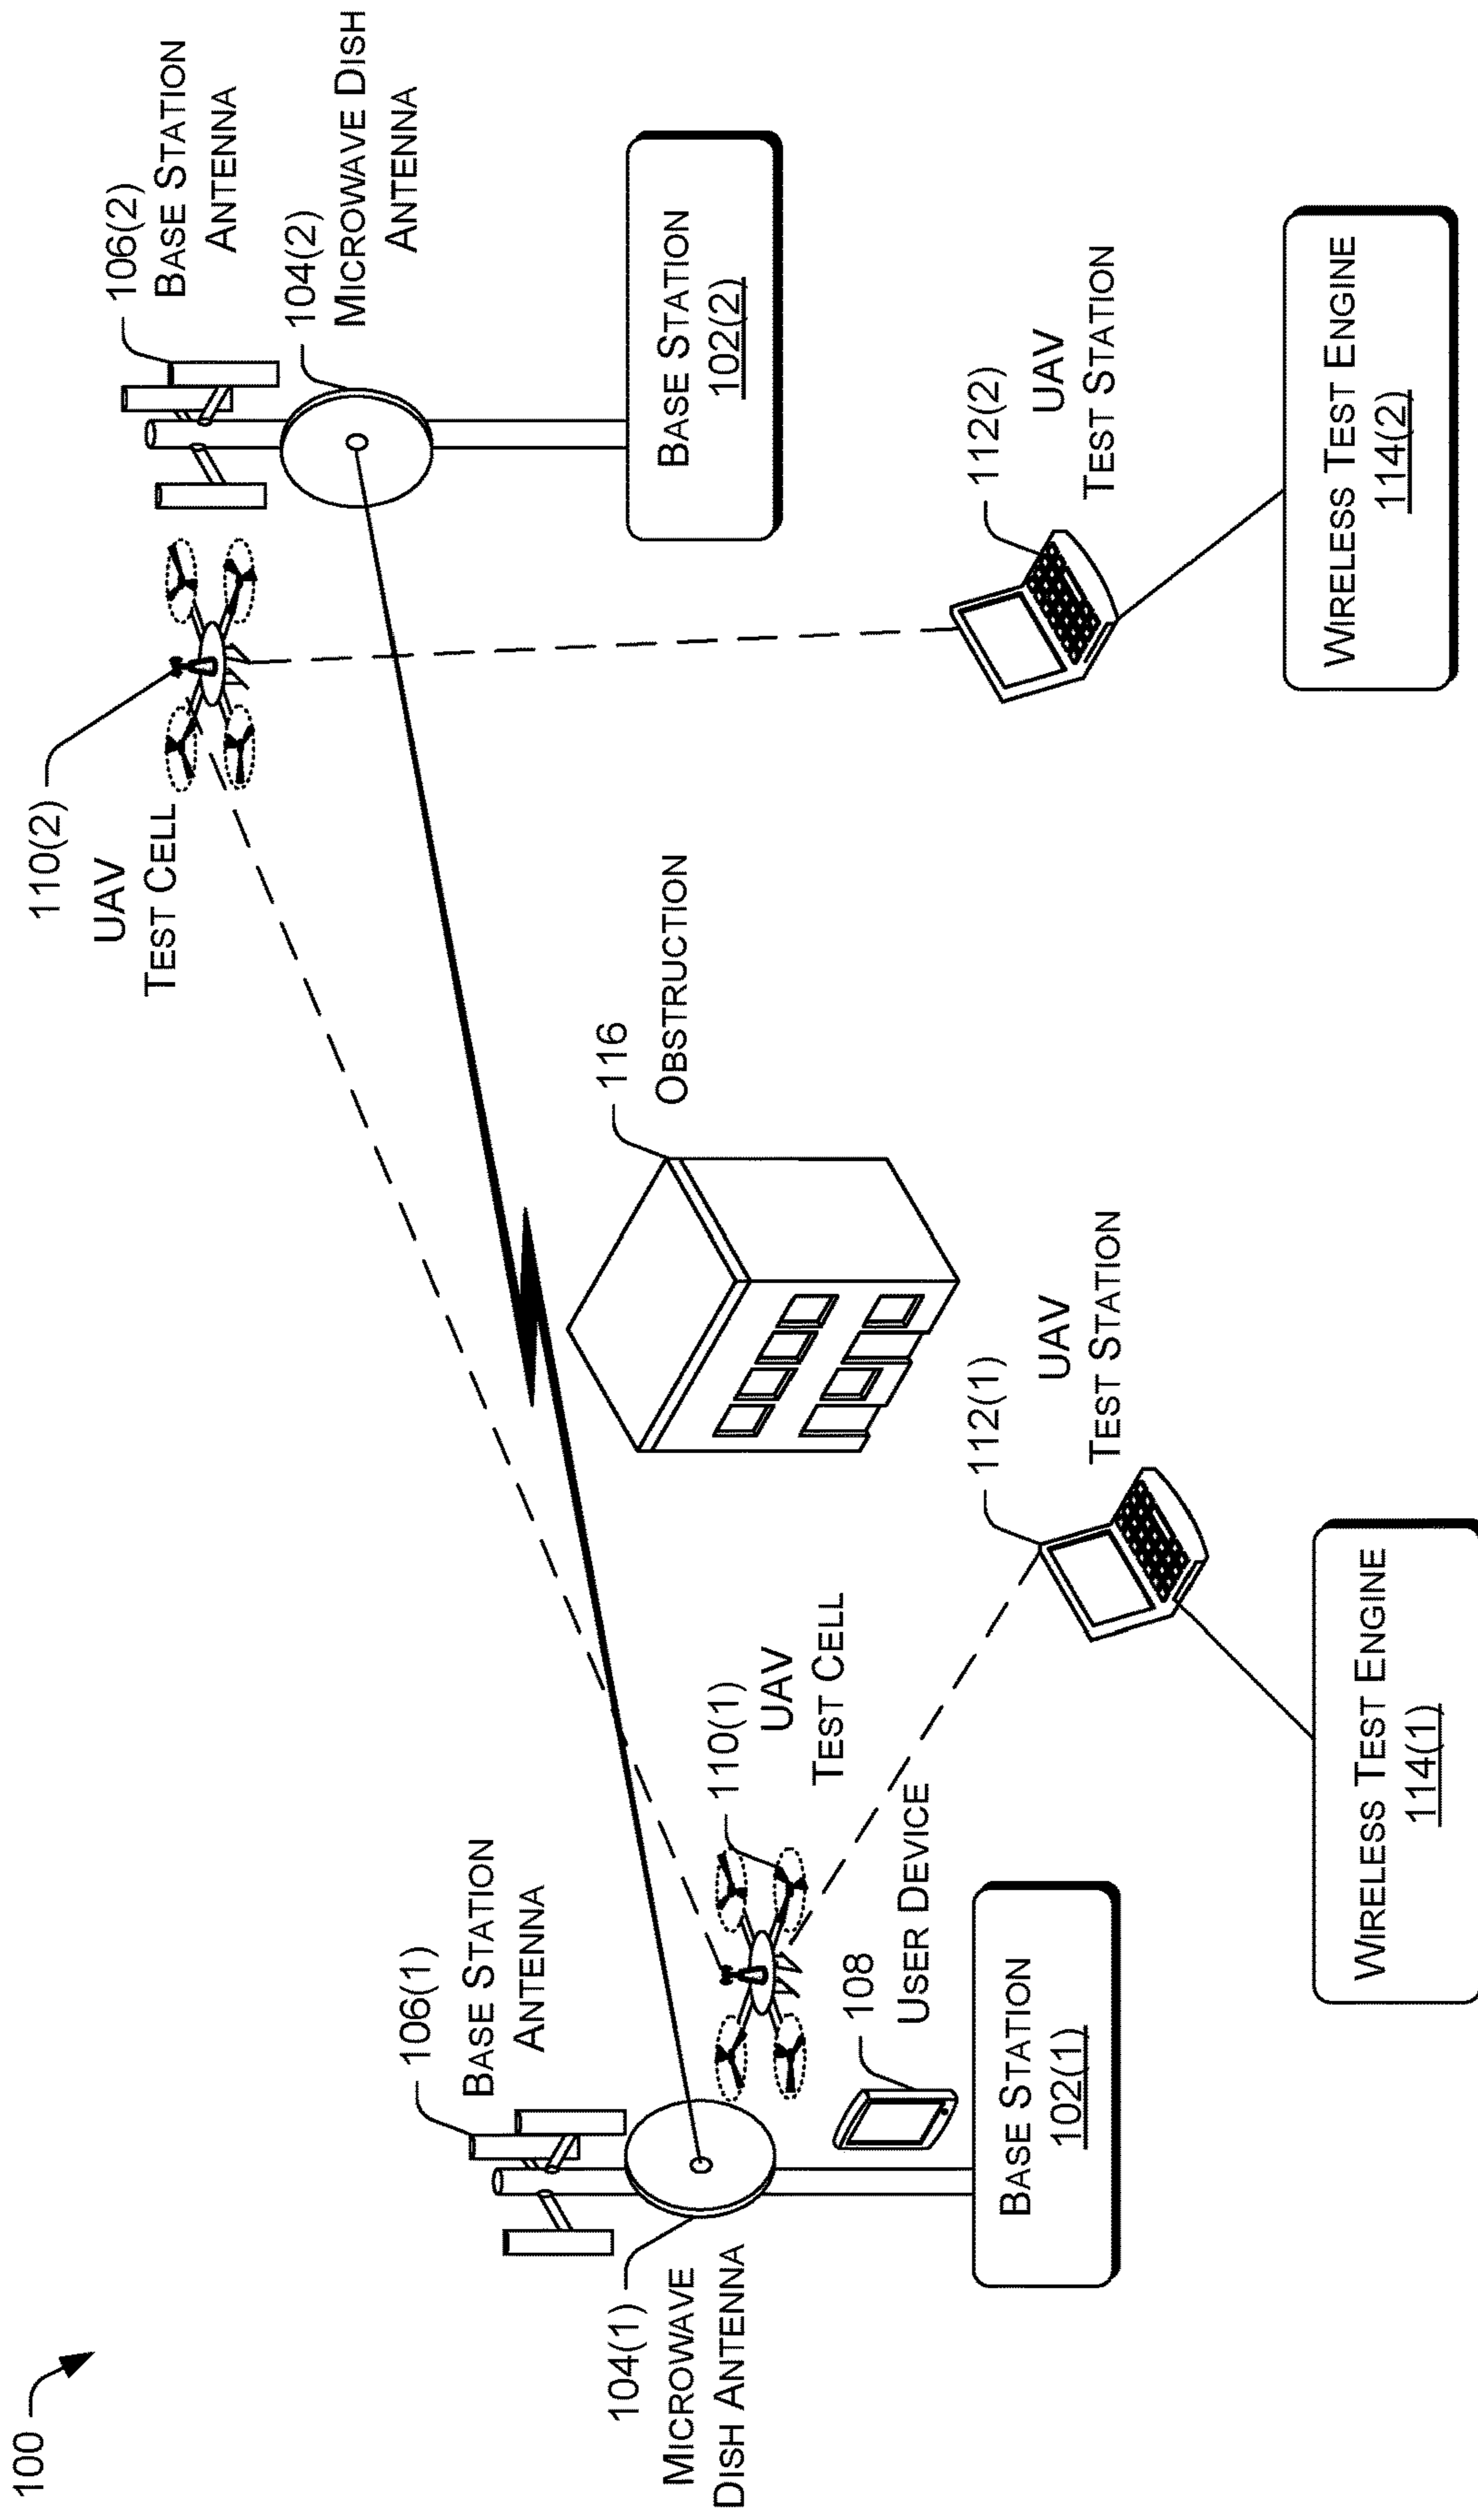 100
106(2)
BASE STATION
ANTENNA
104(2)
MICROWAVE DISH
ANTENNA
110(2)
UAV
TEST CELL
BASE STATION
102(2)
116
OBSTRUCTION
112(2)
UAV
TEST STATION
WIRELESS TEST ENGINE
114(2)
106(1)
BASE STATION
ANTENNA
104(1)
MICROWAVE
DISH ANTENNA
110(1)
UAV
TEST CELL
108
USER DEVICE
BASE STATION
102(1)
112(1)
UAV
TEST STATION
WIRELESS TEST ENGINE
114(1)